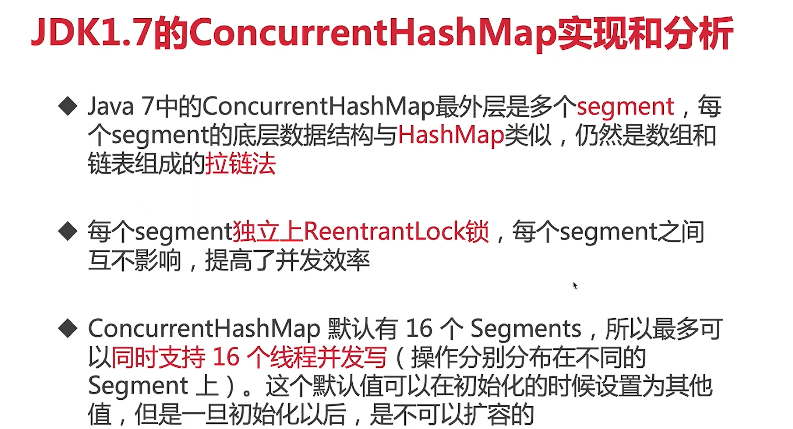 JDK1.7的ConcurrentHashMap实现和分析
◆ Java 7中的ConcurrentHashMap最外层是多个segment，每
个segment的底层数据结构与HashMap类似，仍然是数组和
链表组成的拉链法
◆ 每个segment独立上ReentrantLock锁，每个segment之间
互不影响，提高了并发效率
◆ ConcurrentHashMap 默认有 16 个 Segments，所以最多可
以同时支持 16 个线程并发写（操作分别分布在不同的
Segment 上）。这个默认值可以在初始化的时候设置为其他
值，但是一旦初始化以后，是不可以扩容的